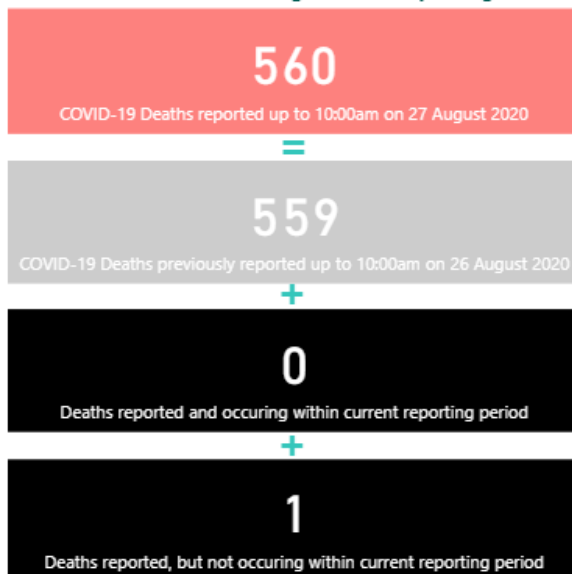 560
COVID-19 Deaths reported up to 10:00am on 27 August 2020
=
559
COVID-19 Deaths previously reported up to 10:00am on 26 August 2020
+
0
Deaths reported and occuring within current reporting period
+
1
Deaths reported, but not occuring within current reporting period